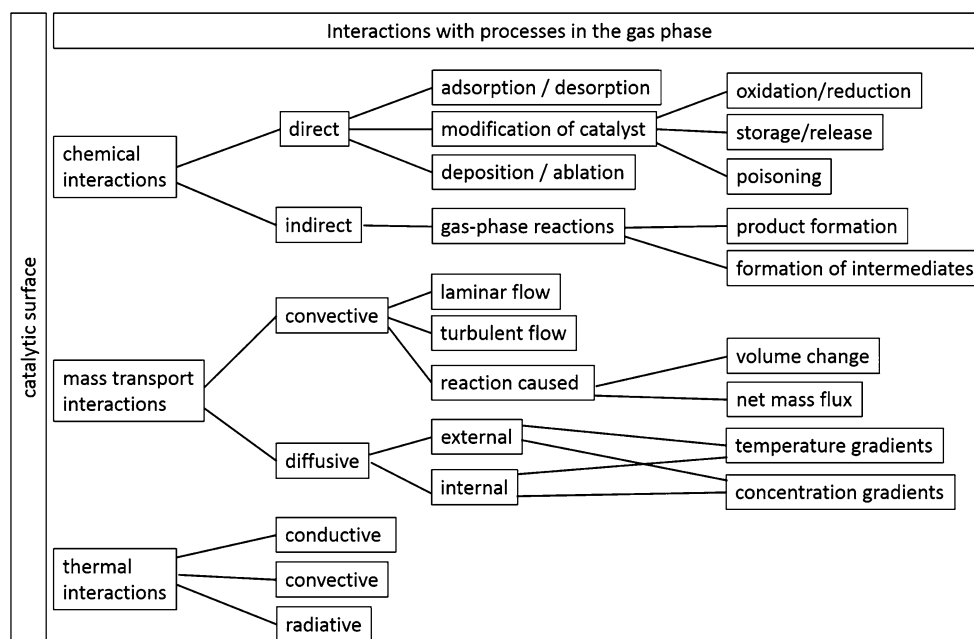 Interactions with processes in the gas phase
catalytic surface
chemical
interactions
direct
adsorption / desorption
modification of catalyst
deposition / ablation
oxidation/reduction
storage/release
poisoning
indirect
gas-phase reactions
product formation
formation of intermediates
mass transport
interactions
convective
laminar flow
turbulent flow
reaction caused
volume change
net mass flux
diffusive
external
internal
temperature gradients
concentration gradients
thermal
interactions
conductive
convective
radiative